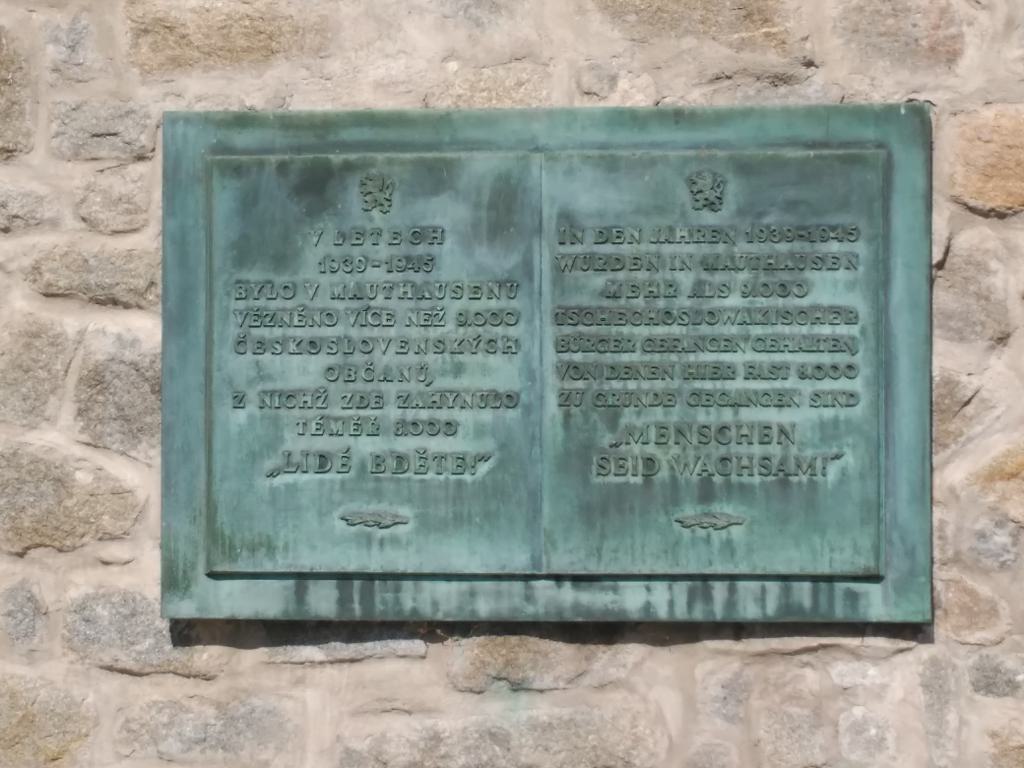 V LETECH
1939-1945
BYLO V MAUTHAUSENU
VĚZNĚNO VÍCE NEŽ 9.000
ČESKOSLOVENSKÝCH
OBČANŮ,
Z NICHŽ ZDE ZAHYNULO
TÉMĚŘ 8.000
„LIDÉ BDĚTE!"
IN DEN JAHREN 1939-1945
WURDEN IN MAUTHAUSEN
MEHR ALS 9.000
TSCHECHOSLOWAKISCHER
BÜRGER GEFANGEN GEHALTEN,
VON DENEN HIER FAST 8.000
ZU GRUNDE GEGANGEN SIND
„MENSCHEN
SEID WACHSAM!"